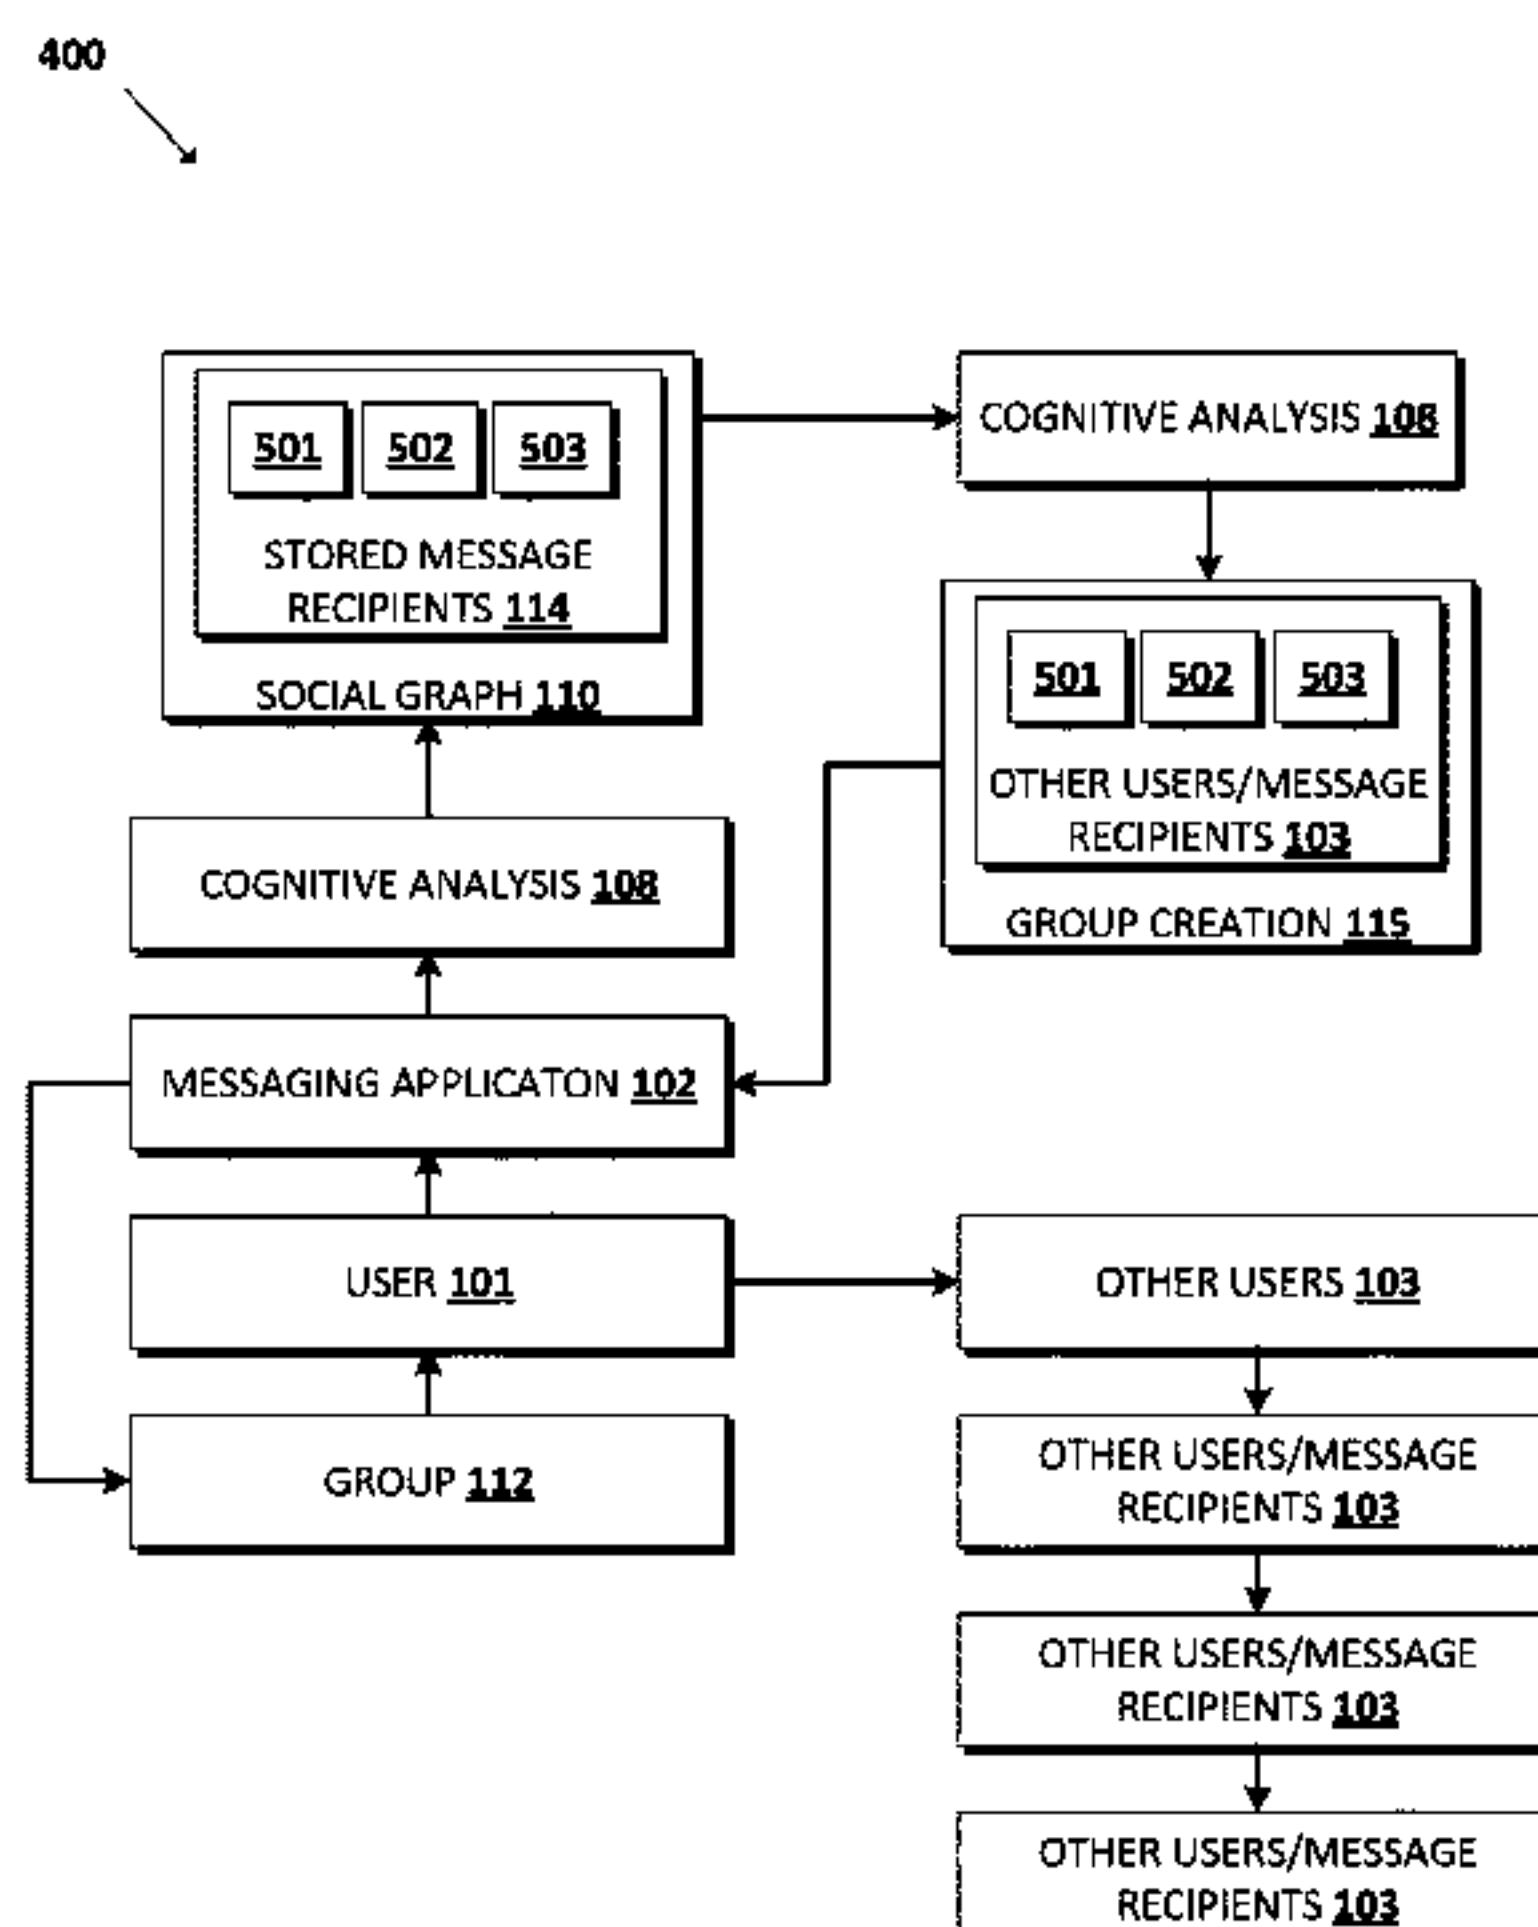 400
501 502 503
STORED MESSAGE
RECIPIENTS 114
SOCIAL GRAPH 110
COGNITIVE ANALYSIS 108
501 502 503
OTHER USERS/MESSAGE
RECIPIENTS 103
GROUP CREATION 115
COGNITIVE ANALYSIS 108
MESSAGING APPLICATON 102
USER 101
GROUP 112
OTHER USERS 103
OTHER USERS/MESSAGE
RECIPIENTS 103
OTHER USERS/MESSAGE
RECIPIENTS 103
OTHER USERS/MESSAGE
RECIPIENTS 103